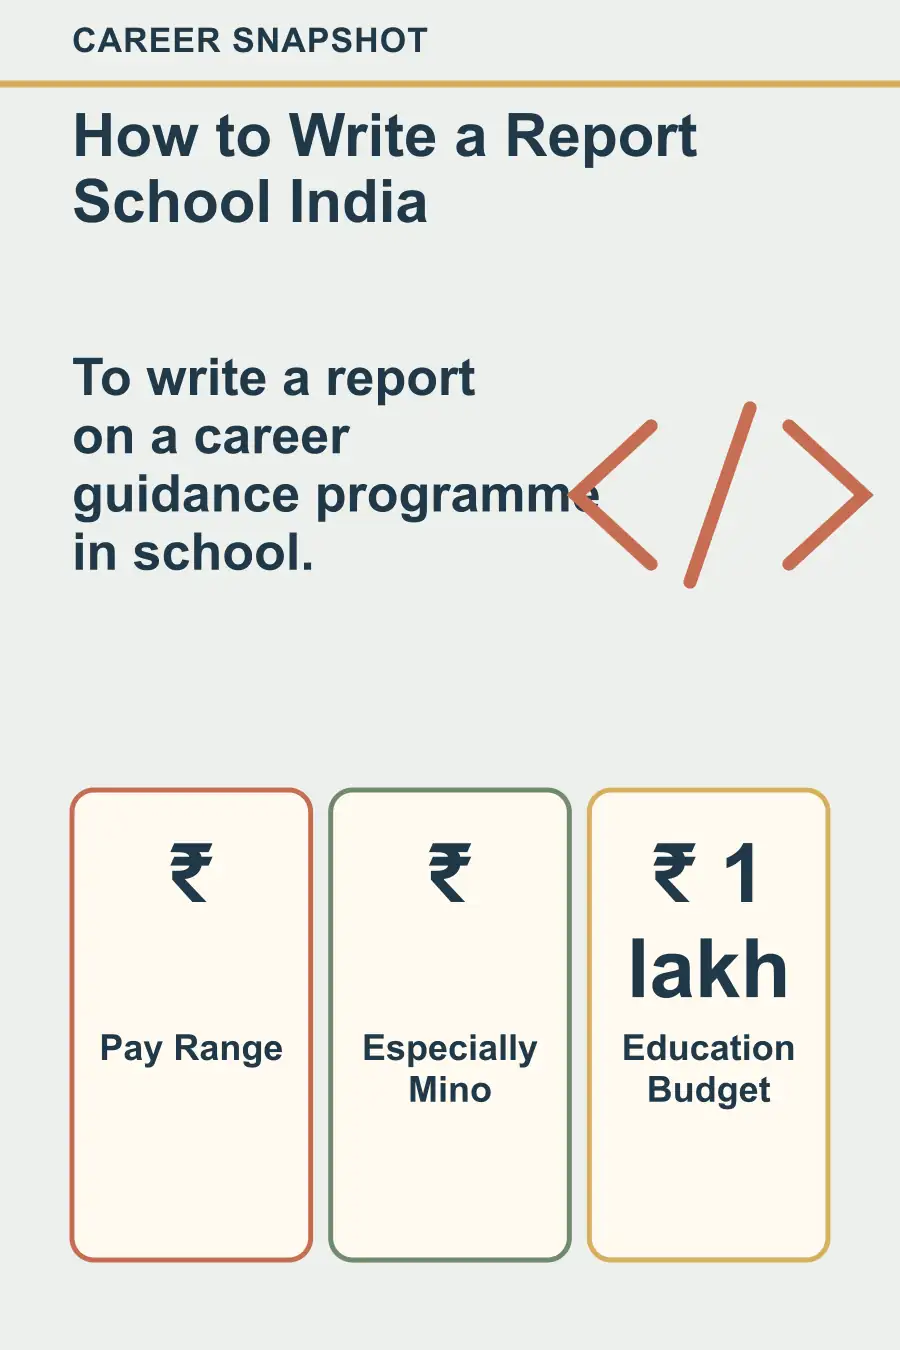 CAREER SNAPSHOT
How to Write a Report
School India
To write a report
on a career
guidance programme
in school.
₹
Pay Range
₹
Especially
Mino
₹ 1
lakh
Education
Budget